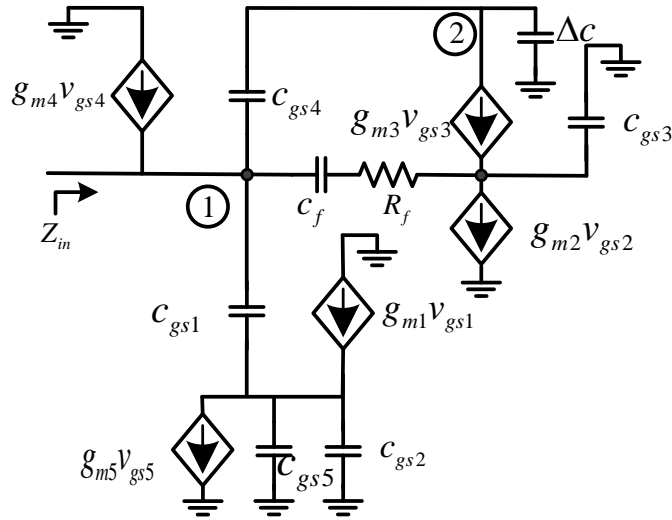 2
Δc
g_{m4}v_{gs4}
c_{gs4}
g_{m3}v_{gs3}
c_{gs3}
1
Z_{in}
c_f
R_f
g_{m2}v_{gs2}
c_{gs1}
g_{m1}v_{gs1}
g_{m5}v_{gs5}
c_{gs5}
c_{gs2}